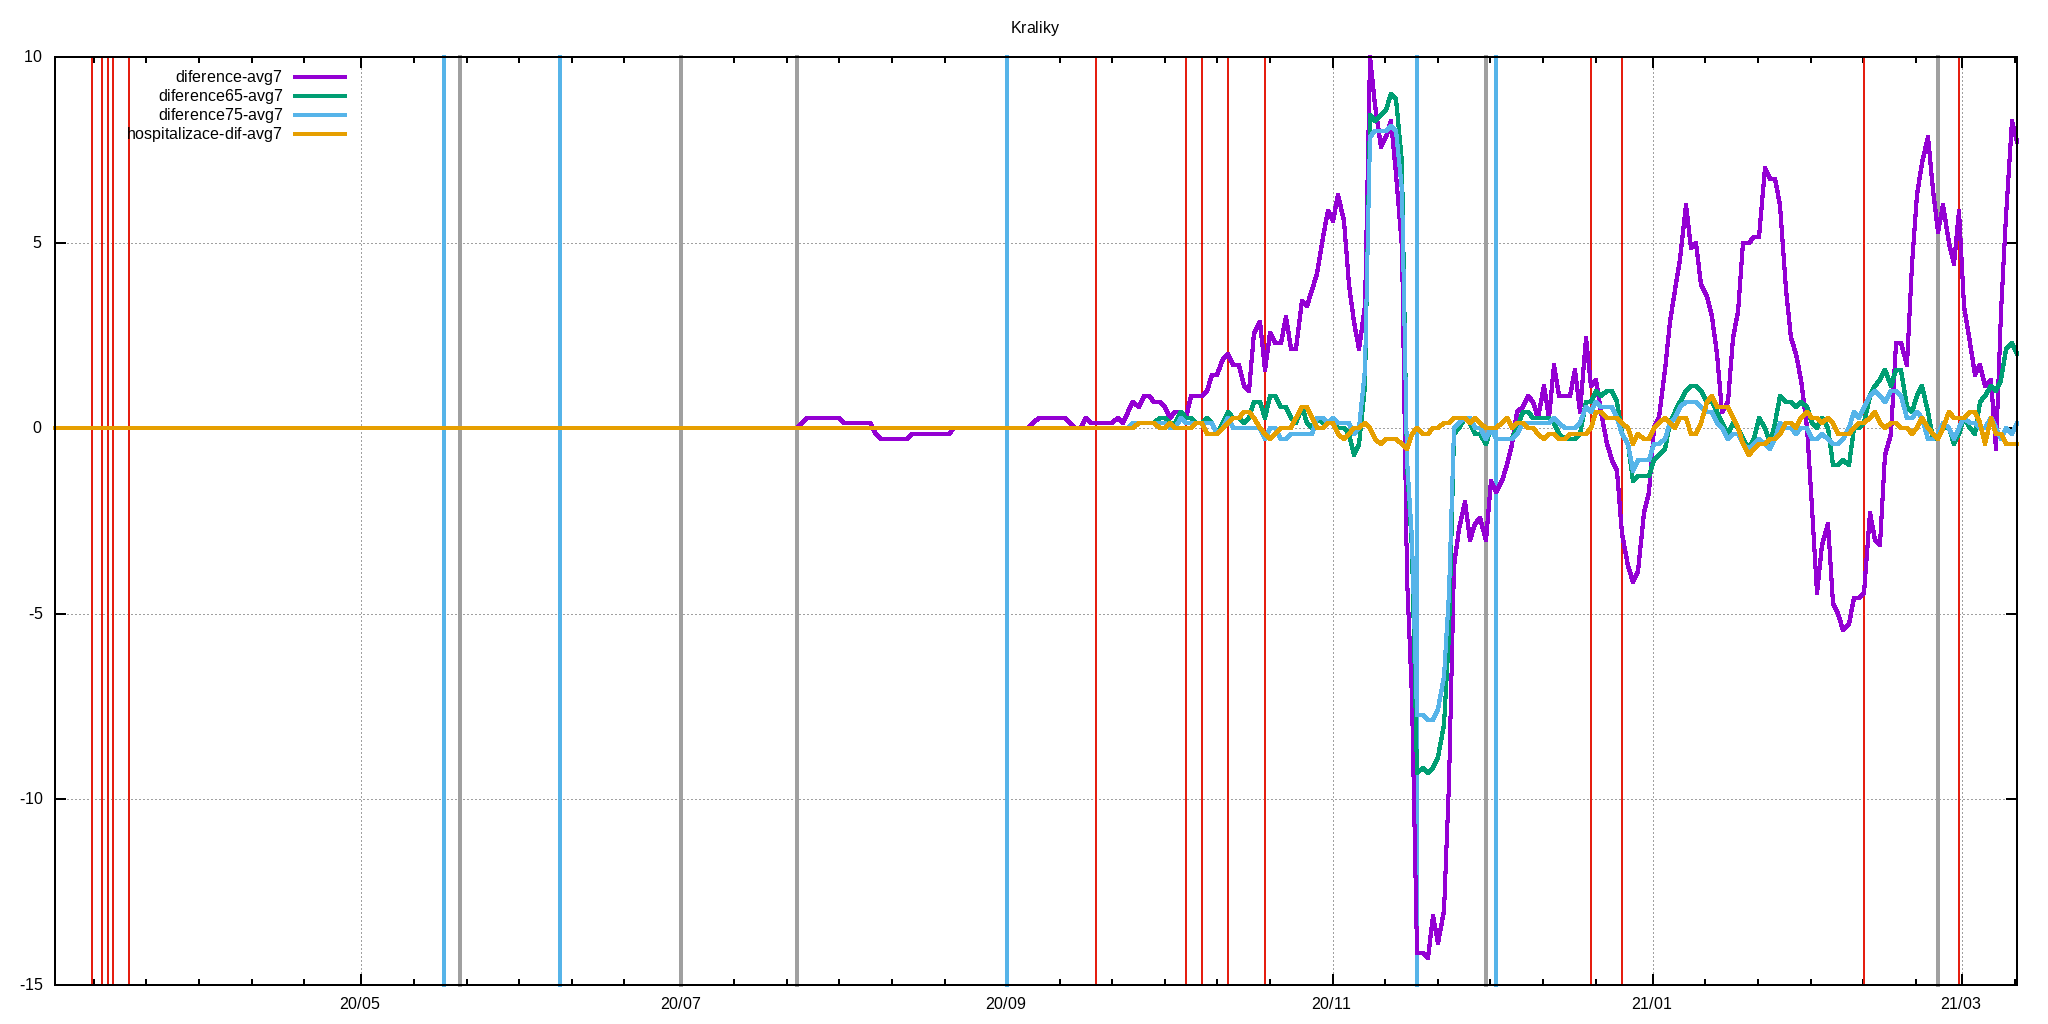 Kraliky
10
diference-avg7
diference65-avg7
diference75-avg7
hospitalizace-dif-avg7
5
0
-5
-10
-15
20/05 20/07 20/09 20/11 21/01 21/03